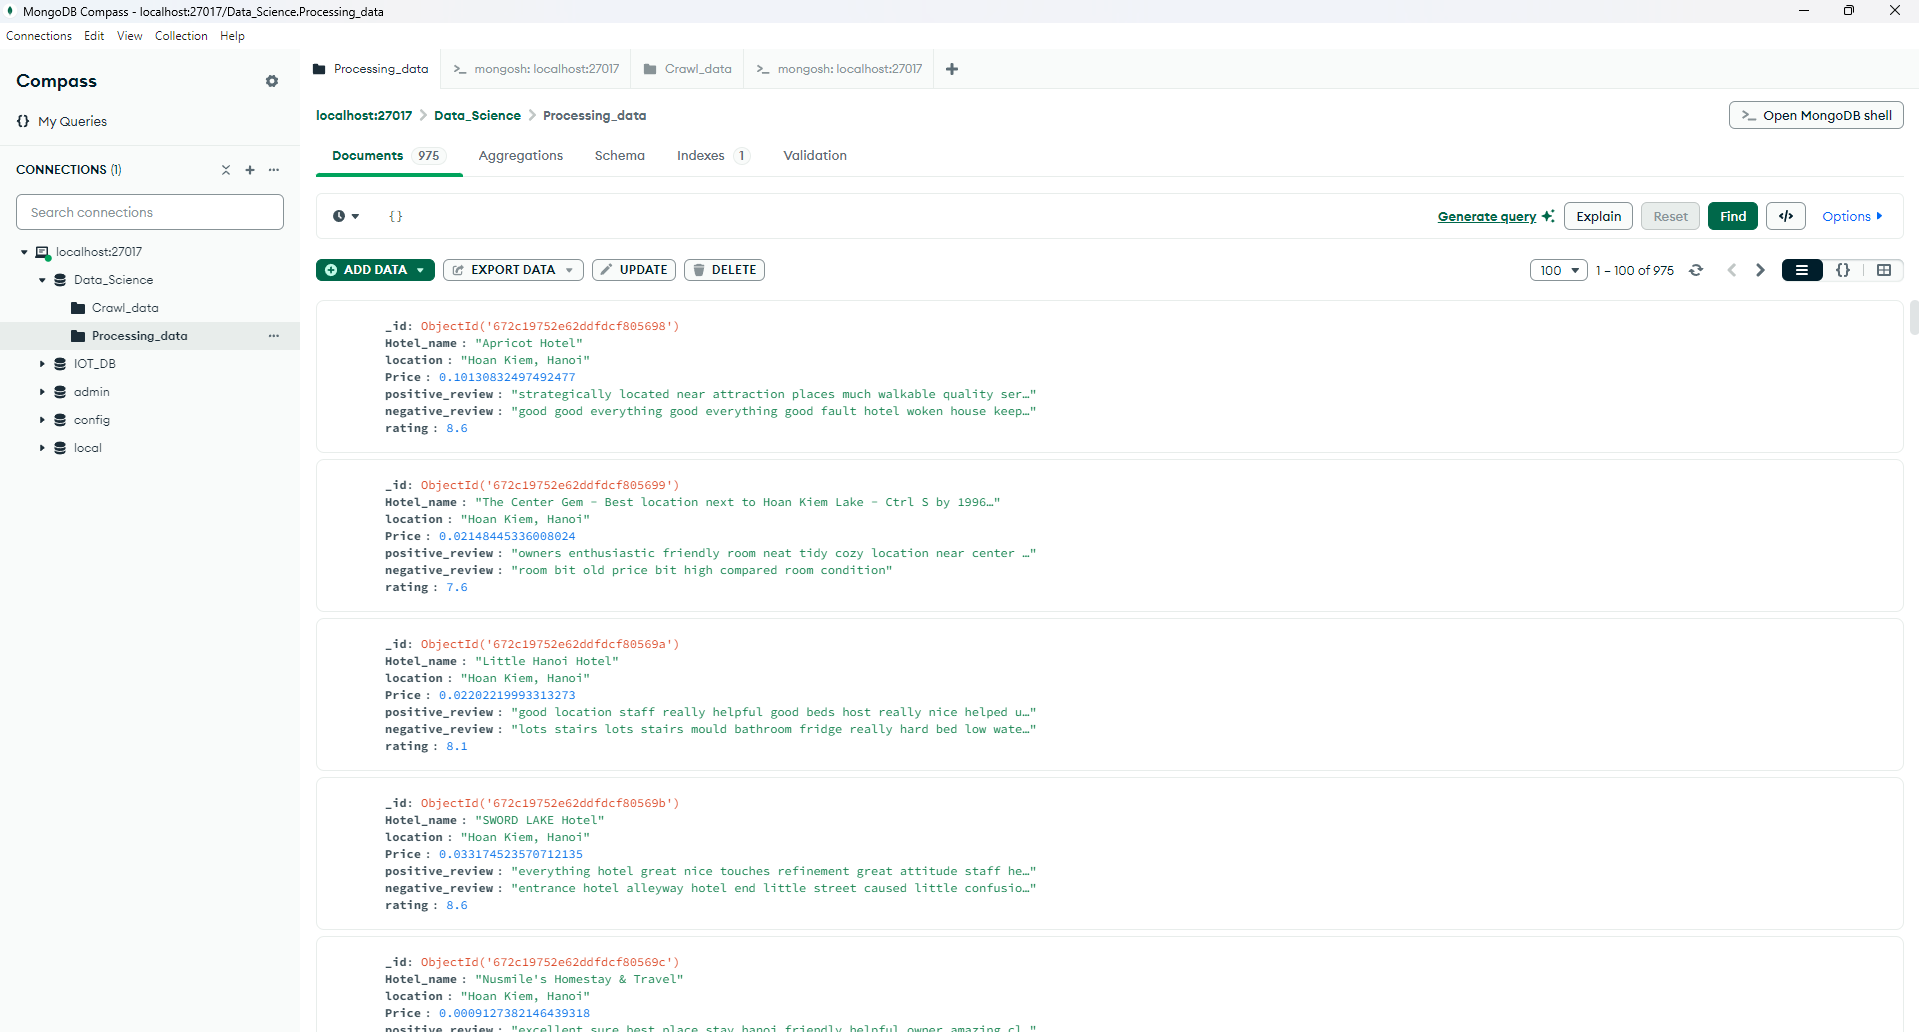 MongoDB Compass - localhost:27017/Data_Science.Processing_data
Connections Edit View Collection Help
Compass
{} My Queries
CONNECTIONS (1)
Search connections
localhost:27017
Data_Science
Crawl_data
Processing_data
IOT_DB
admin
config
local
Processing_data >_ mongosh: localhost:27017 Crawl_data >_ mongosh: localhost:27017
localhost:27017 > Data_Science > Processing_data
>_ Open MongoDB shell
Documents 975 Aggregations Schema Indexes 1 Validation
{} Generate query Explain Reset Find </> Options
ADD DATA EXPORT DATA UPDATE DELETE 100 1 – 100 of 975 {}
_id: ObjectId('672c19752e62ddfdcf805698')
Hotel_name : "Apricot Hotel"
location : "Hoan Kiem, Hanoi"
Price : 0.10130832497492477
positive_review : "strategically located near attraction places much walkable quality ser…"
negative_review : "good good everything good everything good fault hotel woken house keep…"
rating : 8.6
_id: ObjectId('672c19752e62ddfdcf805699')
Hotel_name : "The Center Gem - Best location next to Hoan Kiem Lake - Ctrl S by 1996…"
location : "Hoan Kiem, Hanoi"
Price : 0.02148445336008024
positive_review : "owners enthusiastic friendly room neat tidy cozy location near center …"
negative_review : "room bit old price bit high compared room condition"
rating : 7.6
_id: ObjectId('672c19752e62ddfdcf80569a')
Hotel_name : "Little Hanoi Hotel"
location : "Hoan Kiem, Hanoi"
Price : 0.02202219993313273
positive_review : "good location staff really helpful good beds host really nice helped u…"
negative_review : "lots stairs lots stairs mould bathroom fridge really hard bed low wate…"
rating : 8.1
_id: ObjectId('672c19752e62ddfdcf80569b')
Hotel_name : "SWORD LAKE Hotel"
location : "Hoan Kiem, Hanoi"
Price : 0.033174523570712135
positive_review : "everything hotel great nice touches refinement great attitude staff he…"
negative_review : "entrance hotel alleyway hotel end little street caused little confusio…"
rating : 8.6
_id: ObjectId('672c19752e62ddfdcf80569c')
Hotel_name : "Nusmile's Homestay & Travel"
location : "Hoan Kiem, Hanoi"
Price : 0.0009127382146439318
positive_review : "excellent sure best place stay hanoi friendly helpful owner amazing cl…"